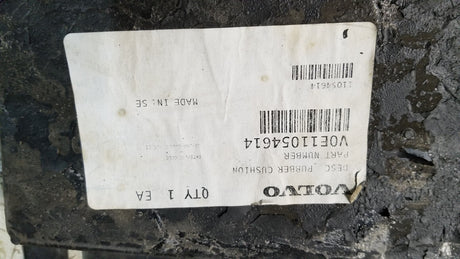 VOLVO
DESC. RUBBER CUSHION
PART NUMBER
VOE11054614
QTY 1 EA
MADE IN: SE
11054614